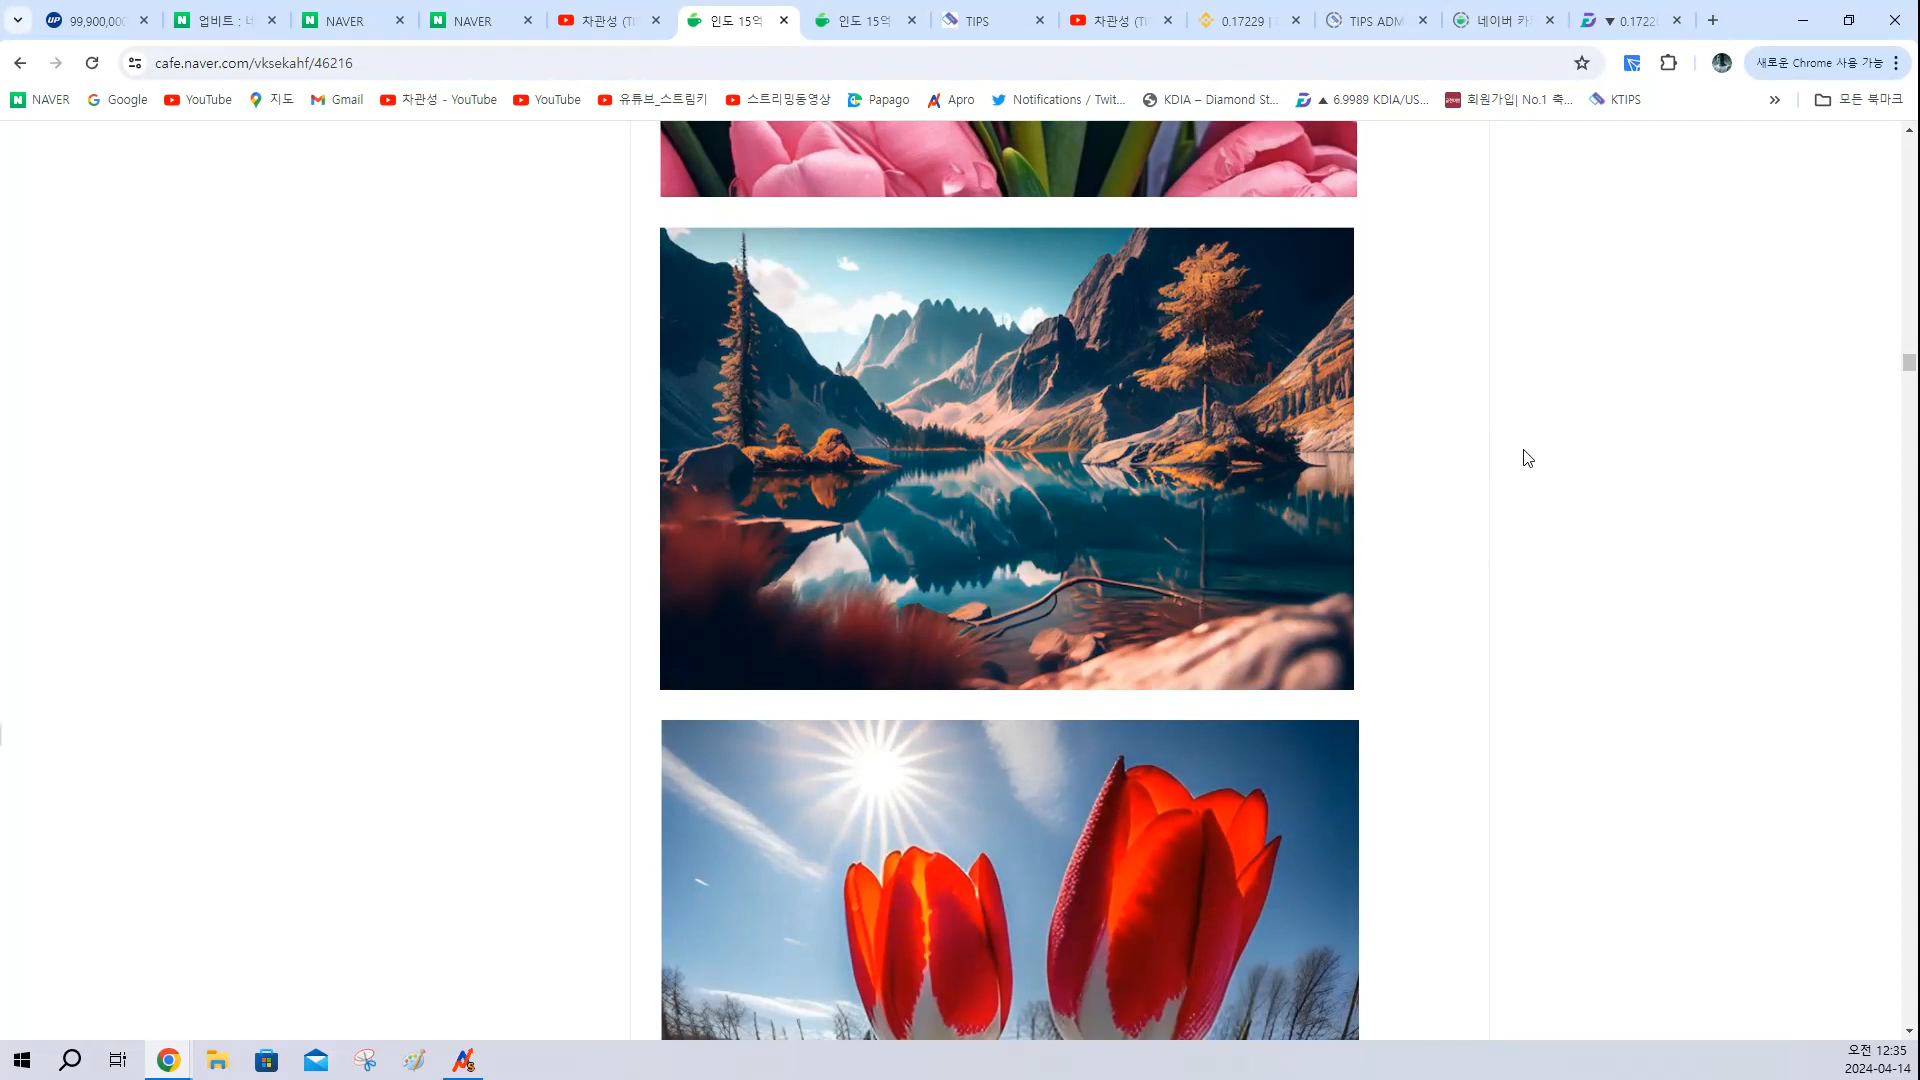 99,900,000
업비트 : 네
NAVER
NAVER
차관성 (TI
인도 15억
인도 15억
TIPS
차관성 (TI
0.17229 |
TIPS ADM
네이버 카
▼ 0.1722
cafe.naver.com/vksekahf/46216
새로운 Chrome 사용 가능
NAVER
Google
YouTube
지도
Gmail
차관성 - YouTube
YouTube
유튜브_스트림키
스트리밍동영상
Papago
Apro
Notifications / Twit...
KDIA – Diamond St...
▲ 6.9989 KDIA/US...
회원가입| No.1 축...
KTIPS
모든 북마크
오전 12:35
2024-04-14